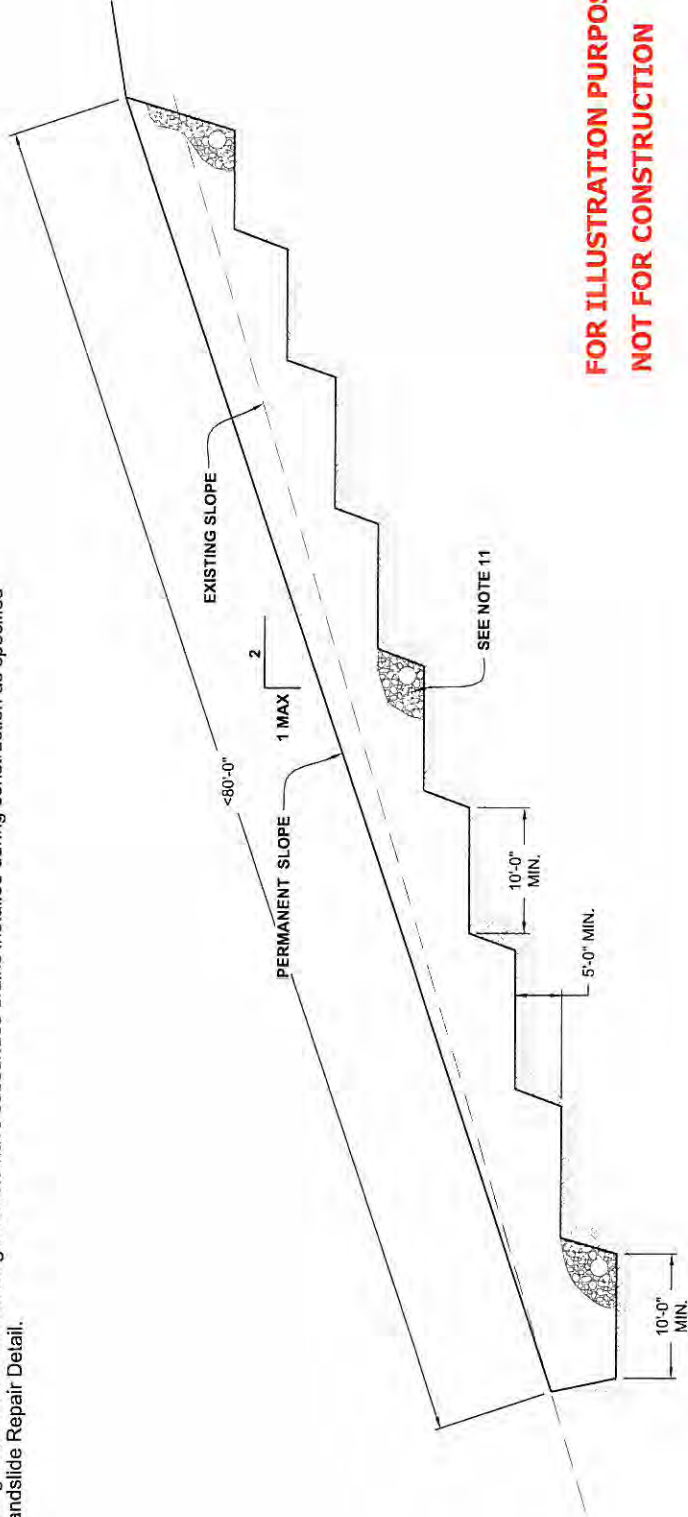 andslide Repair Detail.
<80'-0"
EXISTING SLOPE
2
1 MAX
PERMANENT SLOPE
SEE NOTE 11
10'-0"
MIN.
5'-0" MIN.
10'-0"
MIN.
FOR ILLUSTRATION PURPOS
NOT FOR CONSTRUCTION